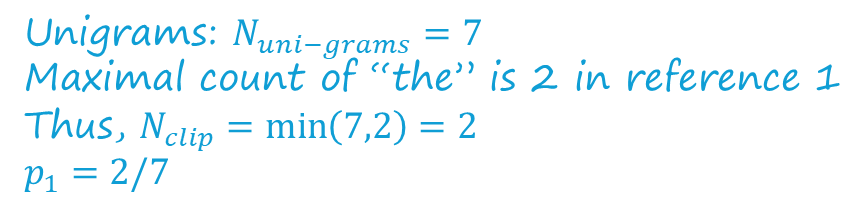 Unigrams: N_{uni-grams} = 7
Maximal count of “the” is 2 in reference 1
Thus, N_{clip} = min(7,2) = 2
p_1 = 2/7